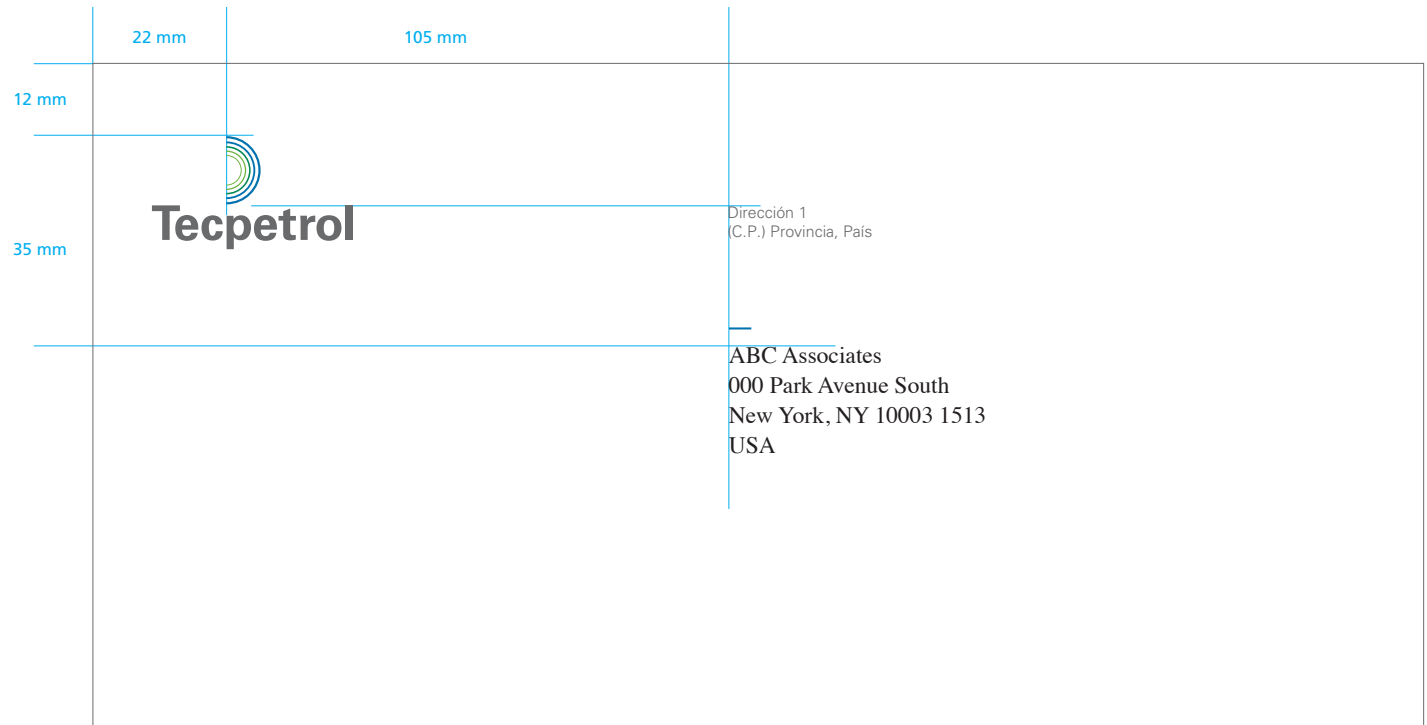 22 mm
105 mm
12 mm
Tecpetrol
Dirección 1
(C.P.) Provincia, País
35 mm
ABC Associates
000 Park Avenue South
New York, NY 10003 1513
USA